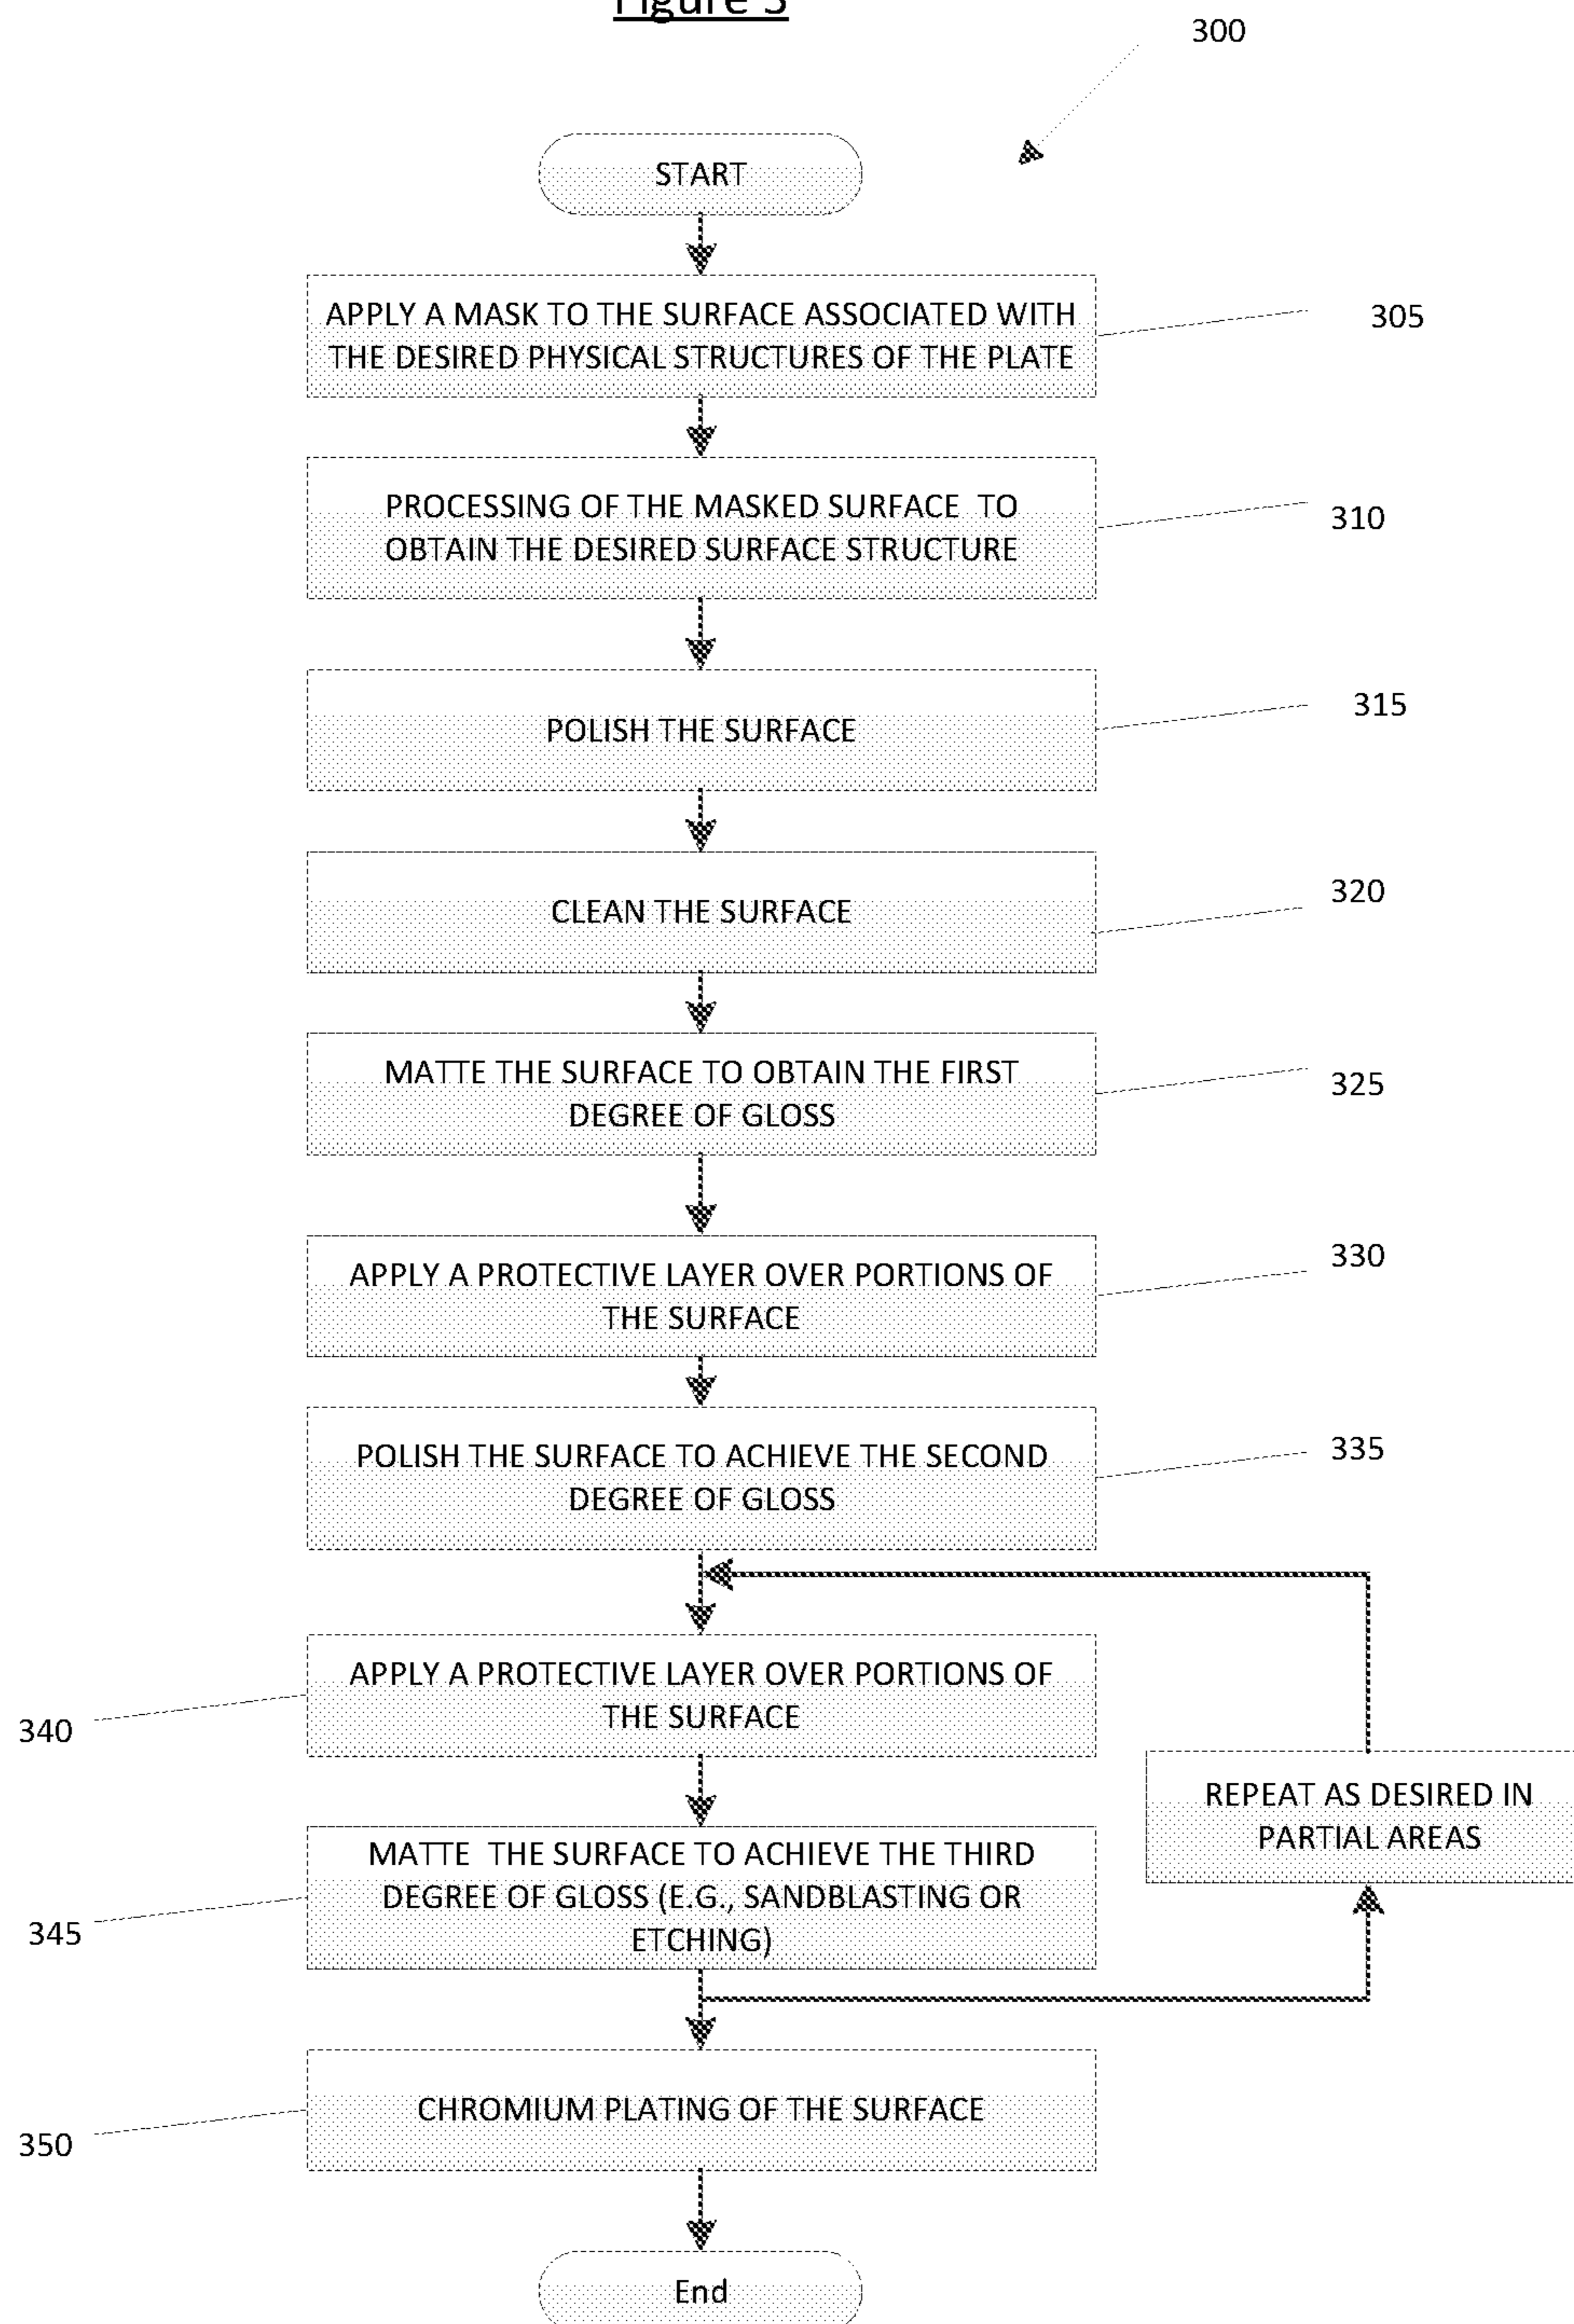 Figure 3
300
START
APPLY A MASK TO THE SURFACE ASSOCIATED WITH
THE DESIRED PHYSICAL STRUCTURES OF THE PLATE
305
PROCESSING OF THE MASKED SURFACE TO
OBTAIN THE DESIRED SURFACE STRUCTURE
310
POLISH THE SURFACE
315
CLEAN THE SURFACE
320
MATTE THE SURFACE TO OBTAIN THE FIRST
DEGREE OF GLOSS
325
APPLY A PROTECTIVE LAYER OVER PORTIONS OF
THE SURFACE
330
POLISH THE SURFACE TO ACHIEVE THE SECOND
DEGREE OF GLOSS
335
APPLY A PROTECTIVE LAYER OVER PORTIONS OF
THE SURFACE
340
REPEAT AS DESIRED IN
PARTIAL AREAS
MATTE THE SURFACE TO ACHIEVE THE THIRD
DEGREE OF GLOSS (E.G., SANDBLASTING OR
ETCHING)
345
CHROMIUM PLATING OF THE SURFACE
350
End